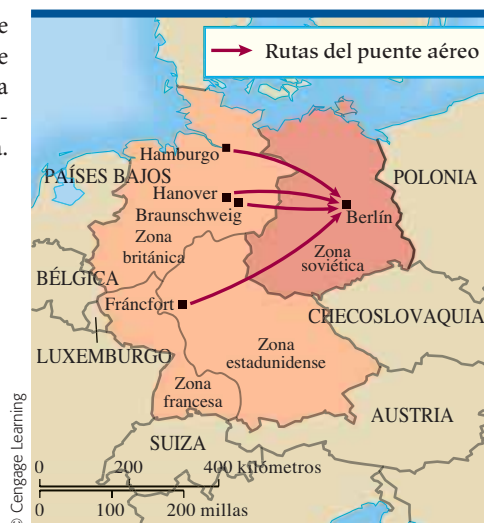 e
e
a
-
a.
Rutas del puente aéreo
Hamburgo
PAÍSES BAJOS
POLONIA
Hanover
Braunschweig
Berlín
Zona
británica
Zona
soviética
BÉLGICA
Fráncfort
CHECOSLOVAQUIA
LUXEMBURGO
Zona
estadunidense
Zona
francesa
AUSTRIA
SUIZA
0 200 400 kilómetros
0 100 200 millas
© Cengage Learning